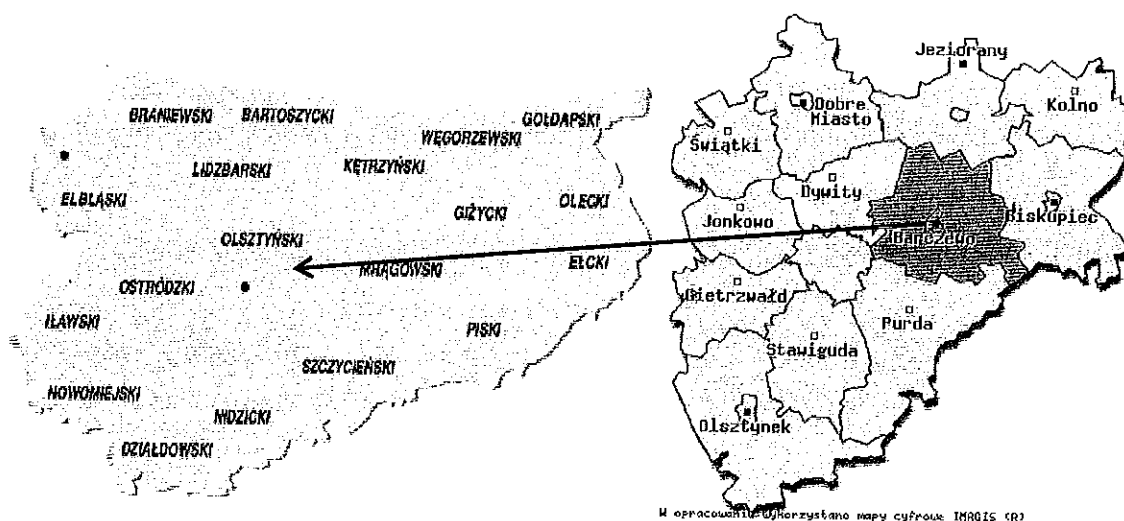 BRANIEWSKI
BARTOSZYCKI
GOŁDAPSKI
WĘGORZEWSKI
LIDZBARSKI
KĘTRZYŃSKI
ELBLĄSKI
GIŻYCKI
OLECKI
OLSZTYŃSKI
MRĄGOWSKI
EŁCKI
OSTRÓDZKI
IŁAWSKI
PISKI
SZCZYCIEŃSKI
NOWOMIEJSKI
NIDZICKI
DZIAŁDOWSKI
Jeziorany
Kolno
Dobre
Miasto
Świątki
Dywity
Jonkowo
Biskupiec
Barczewo
Gietrzwałd
Purda
Stawiguda
Olsztynek
W opracowaniu wykorzystano mapy cyfrowe IMAGIS (R)